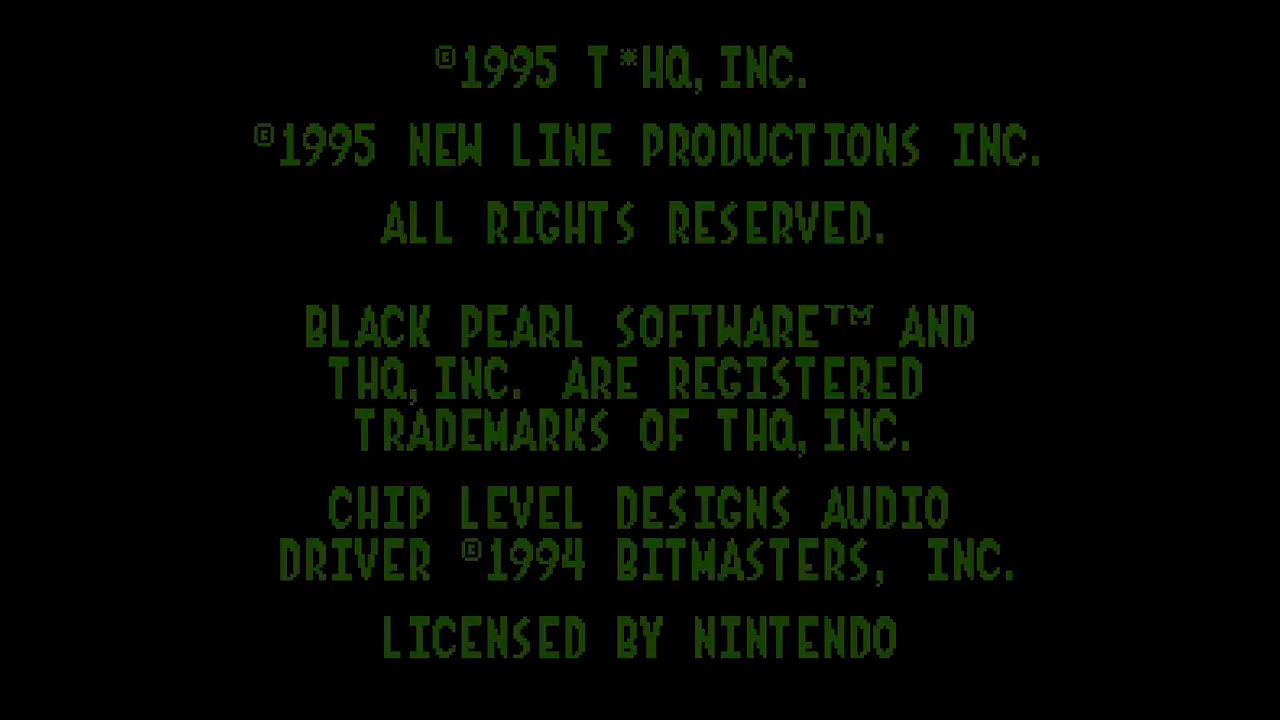 ©1995 T*HQ, INC.
©1995 NEW LINE PRODUCTIONS INC.
ALL RIGHTS RESERVED.
BLACK PEARL SOFTWARE™ AND
THQ, INC. ARE REGISTERED
TRADEMARKS OF THQ, INC.
CHIP LEVEL DESIGNS AUDIO
DRIVER ©1994 BITMASTERS, INC.
LICENSED BY NINTENDO